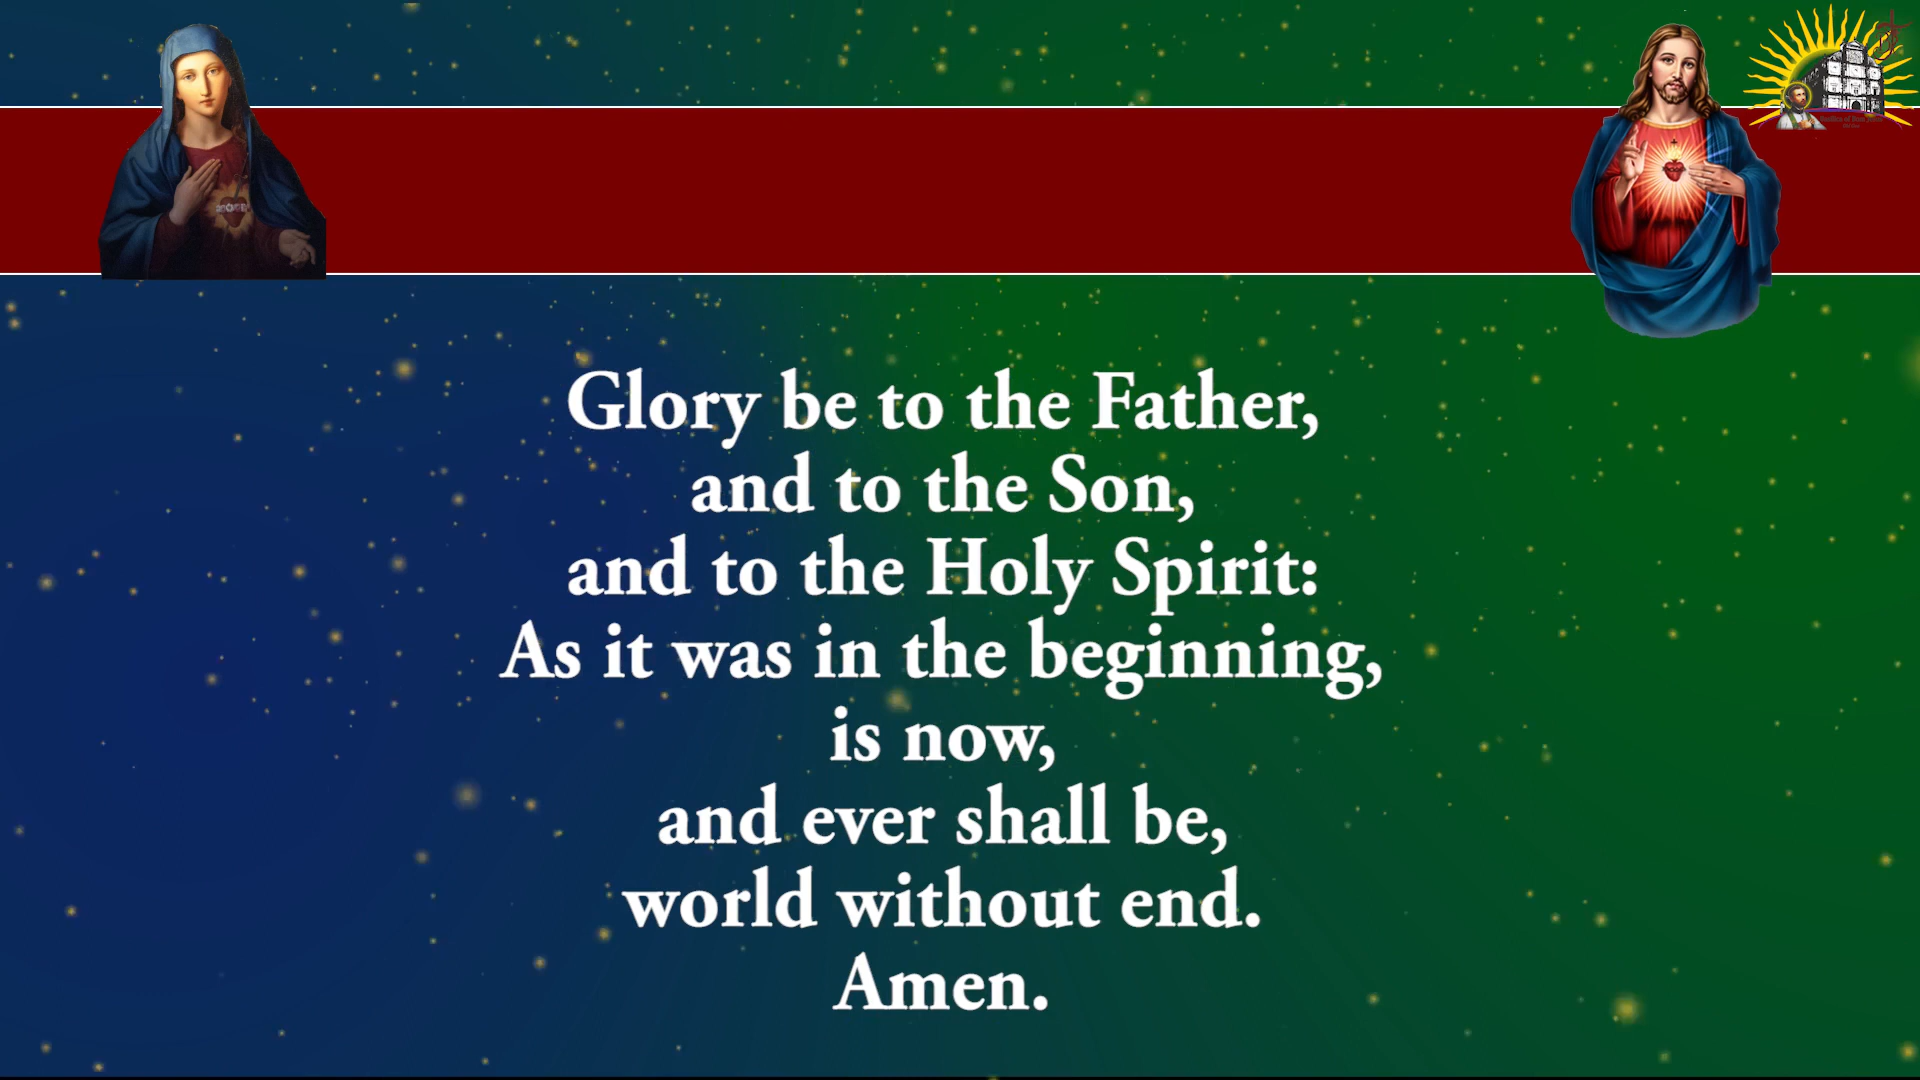 Glory be to the Father,
and to the Son,
and to the Holy Spirit:
As it was in the beginning,
is now,
and ever shall be,
world without end.
Amen.